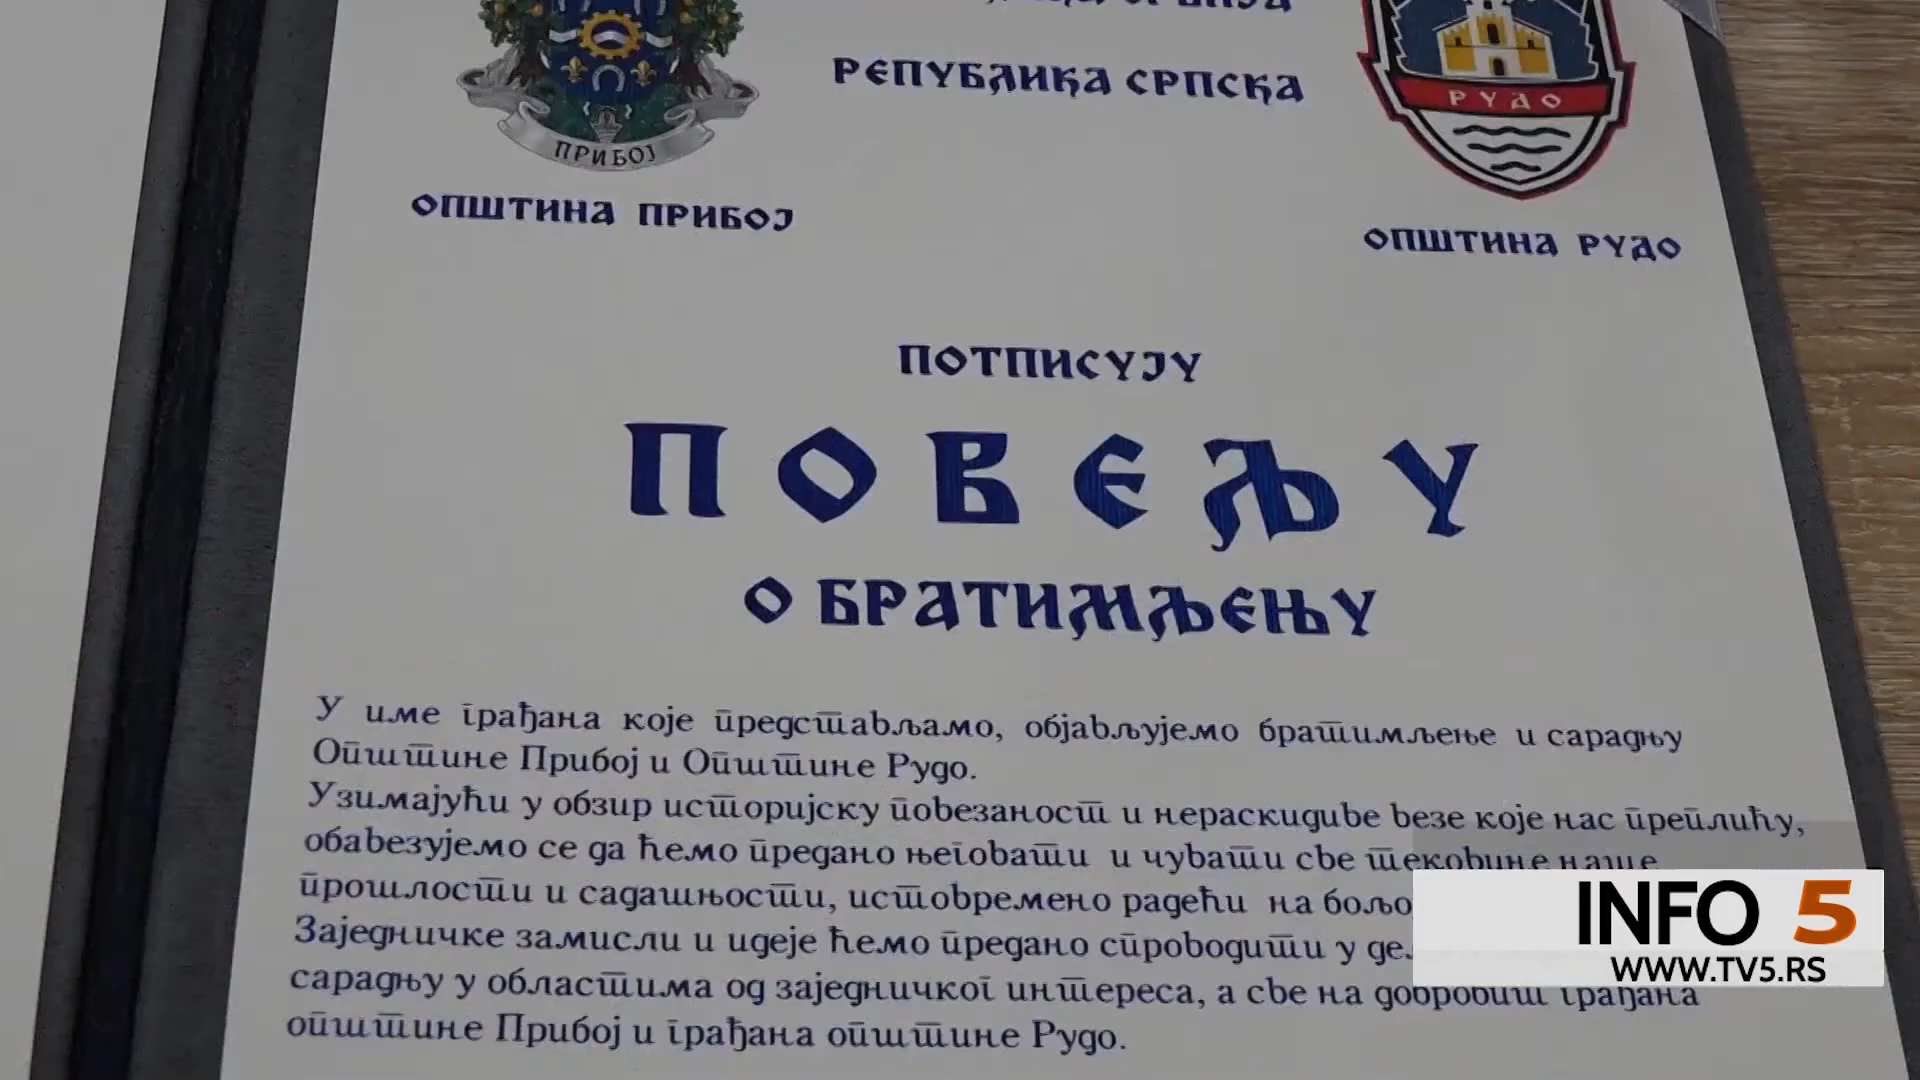 РЕПУБЛИКА СРПСКА
РУДО
ПРИБОЈ
ОПШТИНА ПРИБОЈ
ОПШТИНА РУДО
ПОТПИСУЈУ
ПОВЕЉУ
О БРАТИМЉЕЊУ
У име грађана које представљамо, објављујемо братимљење и сарадњу
Општине Прибој и Општине Рудо.
Узимајући у обзир историјску повезаност и нераскидиве везе које нас преплићу,
обавезујемо се да ћемо предано његовати и чувати све тековине наше
прошлости и садашњости, истовремено радећи на
Заједничке замисли и идеје ћемо предано спроводити у
сарадњу у областима од заједничког интереса, а све на добробит грађана
општине Прибој и грађана општине Рудо.
INFO 5
WWW.TV5.RS